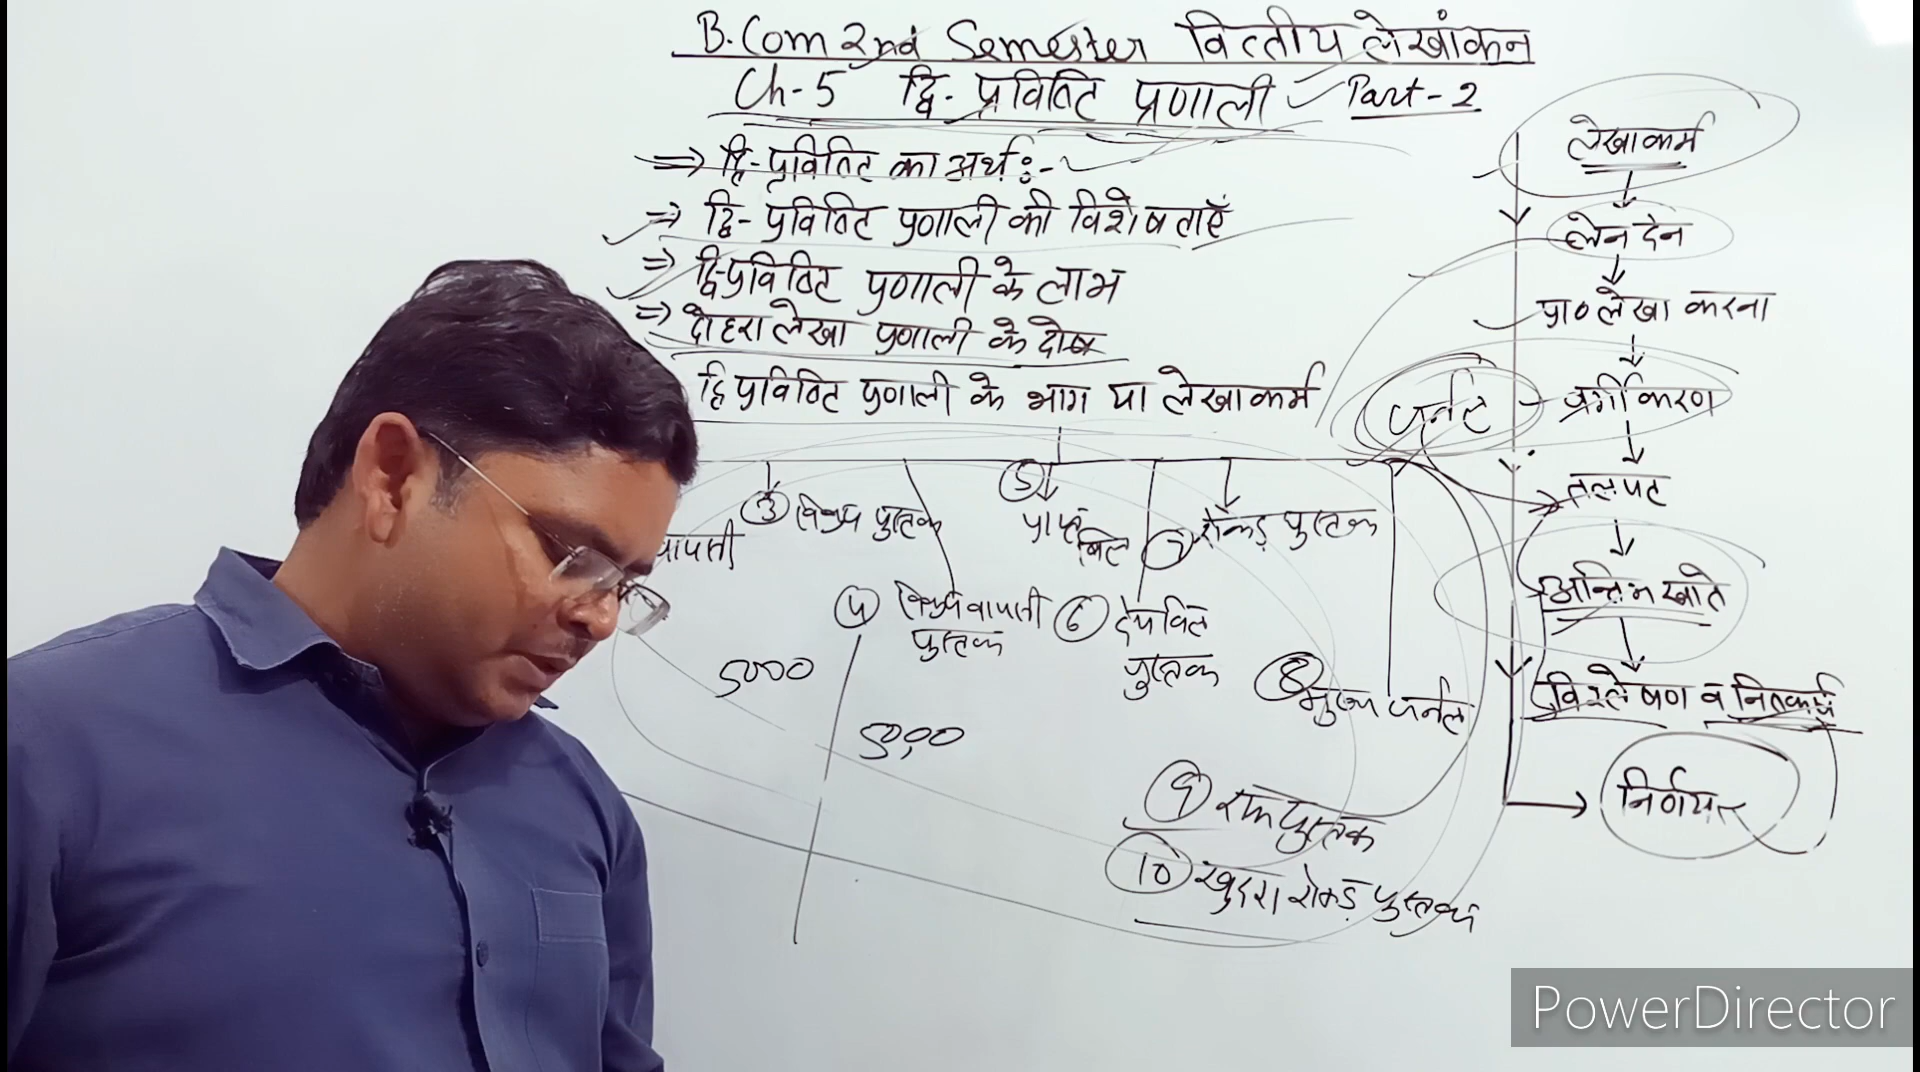 B.Com 2nd Semester वित्तीय लेखांकन
Ch-5 द्वि-प्रविष्टि प्रणाली Part-2
⇒ द्वि-प्रविष्टि का अर्थ :-
⇒ द्वि-प्रविष्टि प्रणाली की विशेषताएँ
⇒ द्विप्रविष्टि प्रणाली के लाभ
⇒ दोहरा लेखा प्रणाली के दोष
द्विप्रविष्टि प्रणाली के भाग या लेखाकर्म
वापसी
③ विक्रय पुस्तक
④ विक्रय वापसी
पुस्तक
⑤ प्राप्य
बिल
⑥ देय बिल
पुस्तक
⑦ रोकड़ पुस्तक
⑧ मुख्य जर्नल
⑨ पुस्तक
⑩ खुदरा रोकड़ पुस्तक
5000
5000
लेखाकर्म
लेन देन
प्रा० लेखा करना
जर्नल
वर्गीकरण
तलपट
अन्तिम खाते
विश्लेषण व निष्कर्ष
निर्णयन
PowerDirector